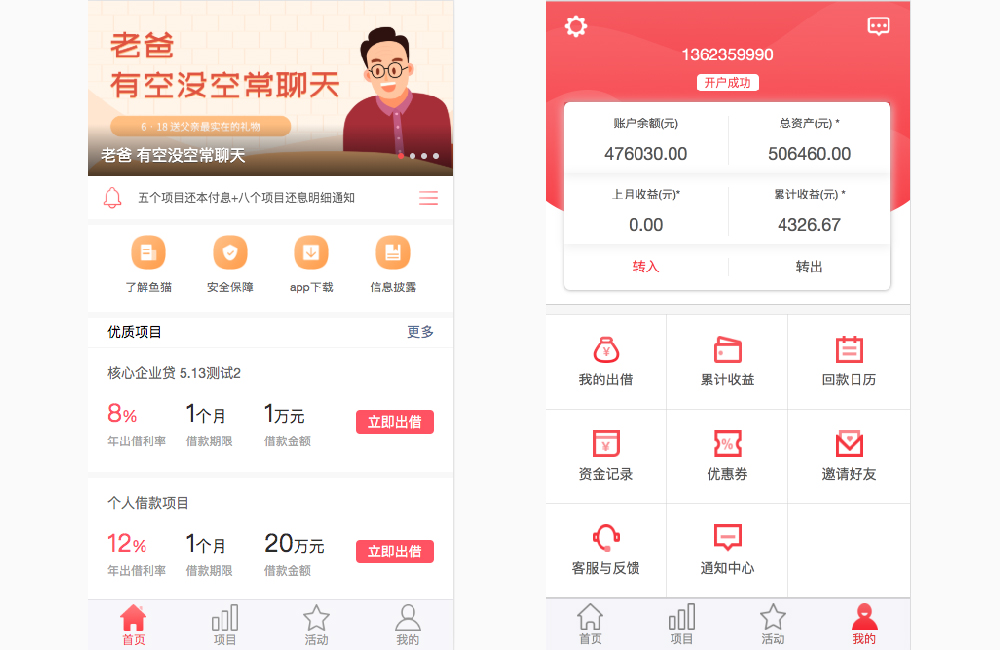 老爸
有空没空常聊天
6 · 18 送父亲最实在的礼物
老爸 有空没空常聊天
五个项目还本付息+八个项目还息明细通知
了解鱼猫
安全保障
app下载
信息披露
优质项目
更多
核心企业贷 5.13测试2
8%
1个月
1万元
立即出借
年出借利率
借款期限
借款金额
个人借款项目
12%
1个月
20万元
立即出借
年出借利率
借款期限
借款金额
首页
项目
活动
我的
1362359990
开户成功
账户余额(元)
总资产(元) *
476030.00
506460.00
上月收益(元)*
累计收益(元) *
0.00
4326.67
转入
转出
¥
我的出借
累计收益
回款日历
¥
%
资金记录
优惠券
邀请好友
客服与反馈
通知中心
首页
项目
活动
我的